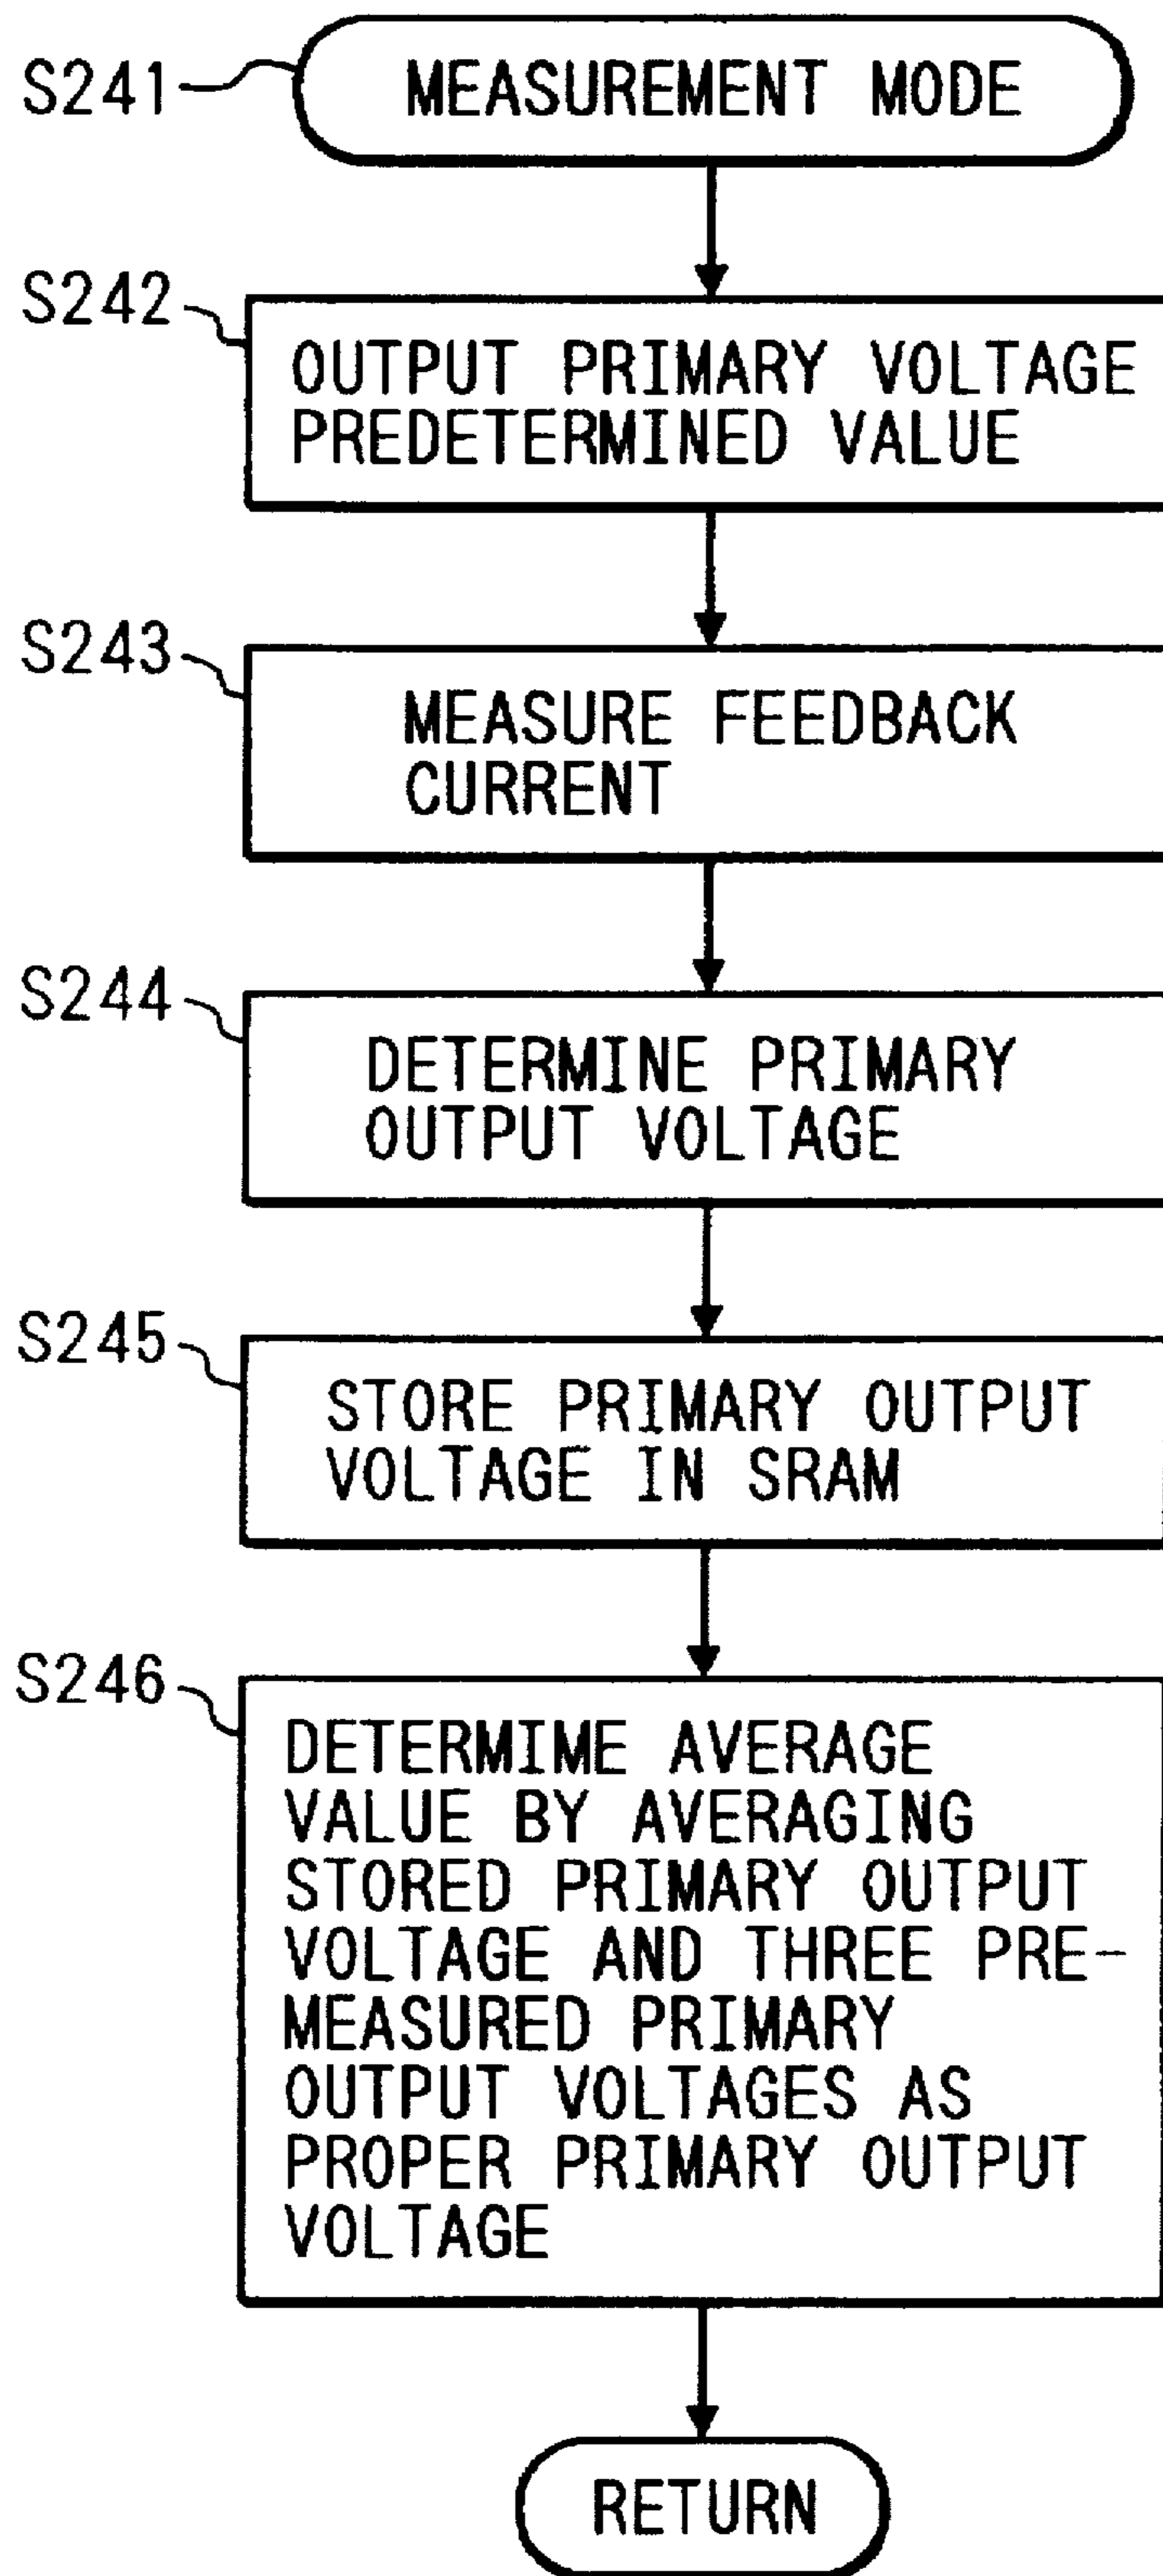 S241
MEASUREMENT MODE
S242
OUTPUT PRIMARY VOLTAGE
PREDETERMINED VALUE
S243
MEASURE FEEDBACK
CURRENT
S244
DETERMINE PRIMARY
OUTPUT VOLTAGE
S245
STORE PRIMARY OUTPUT
VOLTAGE IN SRAM
S246
DETERMIME AVERAGE
VALUE BY AVERAGING
STORED PRIMARY OUTPUT
VOLTAGE AND THREE PRE-
MEASURED PRIMARY
OUTPUT VOLTAGES AS
PROPER PRIMARY OUTPUT
VOLTAGE
RETURN